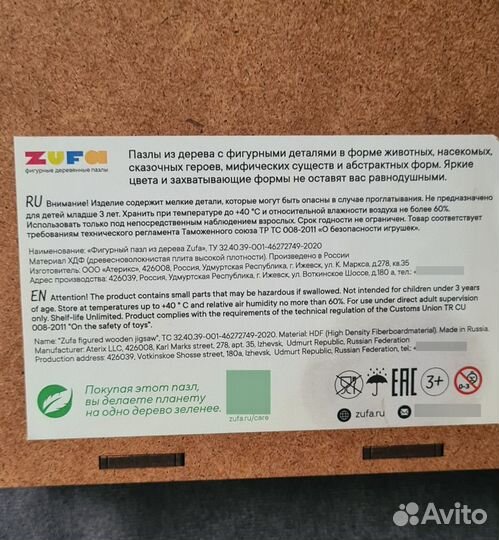 ZUFA
фигурные деревянные пазлы
Пазлы из дерева с фигурными деталями в форме животных, насекомых,
сказочных героев, мифических существ и абстрактных форм. Яркие
цвета и захватывающие формы не оставят вас равнодушными.
RU Внимание! Изделие содержит мелкие детали, которые могут быть опасны в случае проглатывания. Не предназначено
для детей младше 3 лет. Хранить при температуре до +40 °C и относительной влажности воздуха не более 60%.
Использовать только под непосредственным наблюдением взрослых. Срок годности не ограничен. Товар соответствует
требованиям технического регламента Таможенного союза ТР ТС 008-2011 «О безопасности игрушек».
Наименование: «Фигурный пазл из дерева Zufa», ТУ 32.40.39-001-46272749-2020
Материал ХДФ (древесноволокнистая плита высокой плотности). Произведено в России
Изготовитель: ООО «Атерикс», 426008, Россия, Удмуртская Республика, г. Ижевск, ул. К. Маркса, д.278, кв.35
Адрес производства: 426039, Россия, Удмуртская Республика, г. Ижевск, ул. Воткинское Шоссе, д.180 а, тел.:
EN Attention! The product contains small parts that may be hazardous if swallowed. Not intended for children under 3 years
of age. Store at temperatures up to +40 °C and relative air humidity no more than 60%. For use under direct adult supervision
only. Shelf-life Unlimited. Product complies with the requirements of the technical regulation of the Customs Union TR CU
008-2011 "On the safety of toys".
Name: "Zufa figured wooden jigsaw", TC 32.40.39-001-46272749-2020. Material: HDF (High Density Fiberboardmaterial). Made in Russia.
Manufacturer: Aterix LLC, 426008, Karl Marks street, 278, apt. 35, Izhevsk, Udmurt Republic, Russian Federation
Production address: 426039, Votkinskoe Shosse street, 180a, Izhevsk, Udmurt Republic, Russian Federation, tel.:
Покупая этот пазл,
вы делаете планету
на одно дерево зеленее.
zufa.ru/care
EAC
3+
0-3
zufa.ru
Avito